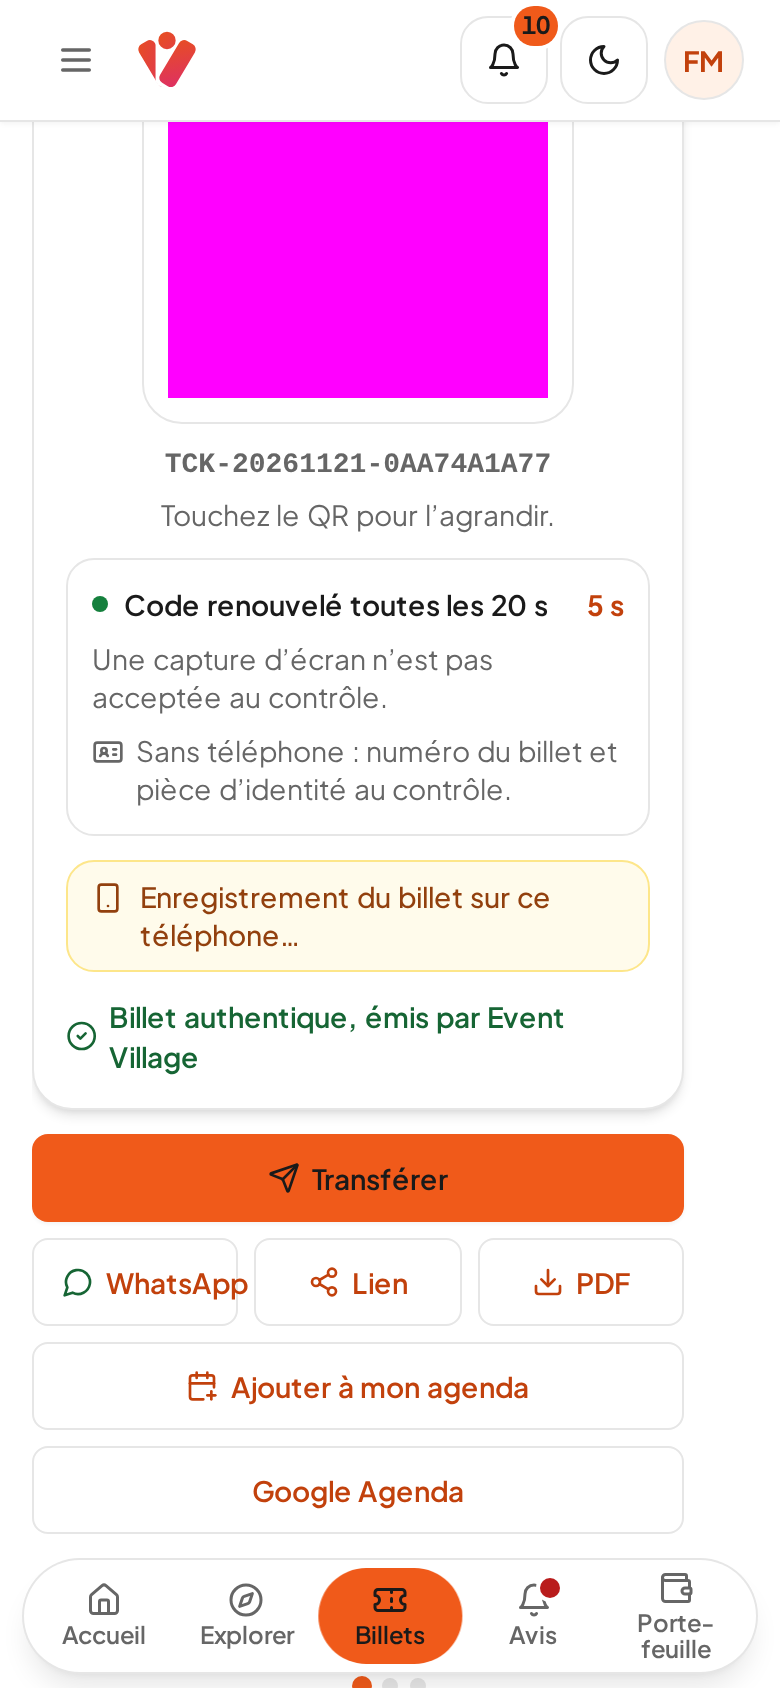 10
FM
TCK-20261121-0AA74A1A77
Touchez le QR pour l’agrandir.
Code renouvelé toutes les 20 s 5 s
Une capture d’écran n’est pas
acceptée au contrôle.
Sans téléphone : numéro du billet et
pièce d’identité au contrôle.
Enregistrement du billet sur ce
téléphone…
Billet authentique, émis par Event
Village
Transférer
WhatsApp Lien PDF
Ajouter à mon agenda
Google Agenda
Accueil Explorer Billets Avis Porte-
feuille